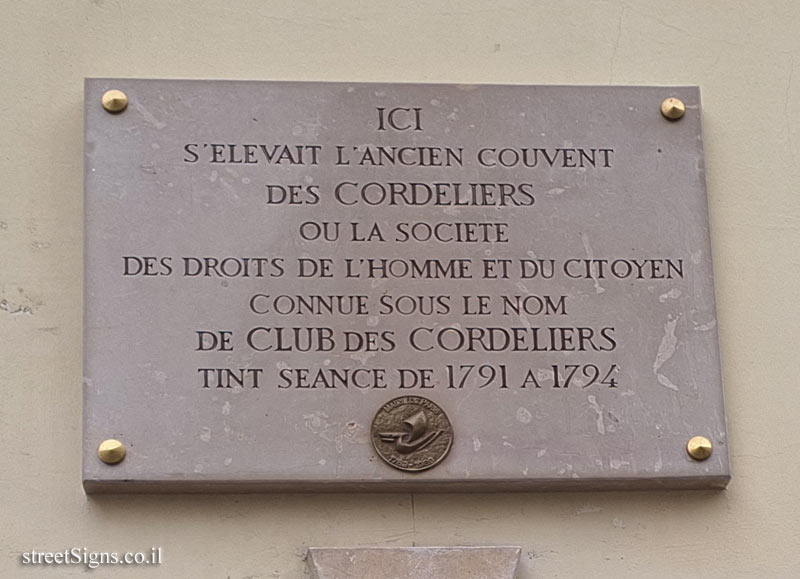 ICI
S'ELEVAIT L'ANCIEN COUVENT
DES CORDELIERS
OU LA SOCIETE
DES DROITS DE L'HOMME ET DU CITOYEN
CONNUE SOUS LE NOM
DE CLUB DES CORDELIERS
TINT SEANCE DE 1791 A 1794
streetSigns.co.il